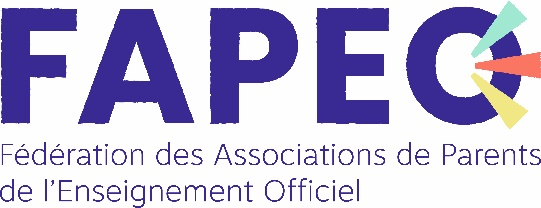 FAPEO
Fédération des Associations de Parents
de l'Enseignement Officiel